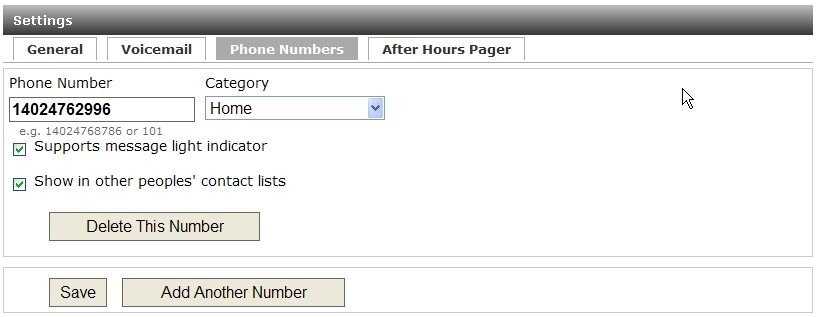 Settings
General Voicemail Phone Numbers After Hours Pager
Phone Number Category
14024762996 Home
e.g. 14024768786 or 101
Supports message light indicator
Show in other peoples' contact lists
Delete This Number
Save Add Another Number